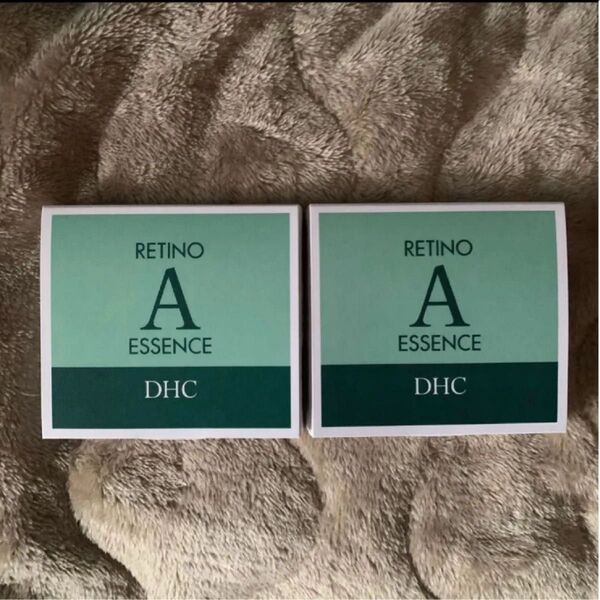 RETINO
A
ESSENCE
DHC
RETINO
A
ESSENCE
DHC